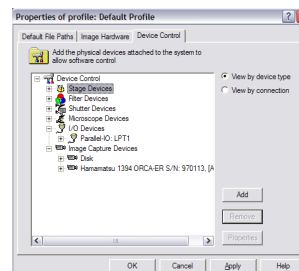 Properties of profile: Default Profile
Default File Paths
Image Hardware
Device Control
Add the physical devices attached to the system to
allow software control
Device Control
Stage Devices
Filter Devices
Shutter Devices
Microscope Devices
I/O Devices
Parallel-IO: LPT1
Image Capture Devices
Disk
Hamamatsu 1394 ORCA-ER S/N: 970113, [A
View by device type
View by connection
Add
Remove
Properties
OK
Cancel
Apply
Help